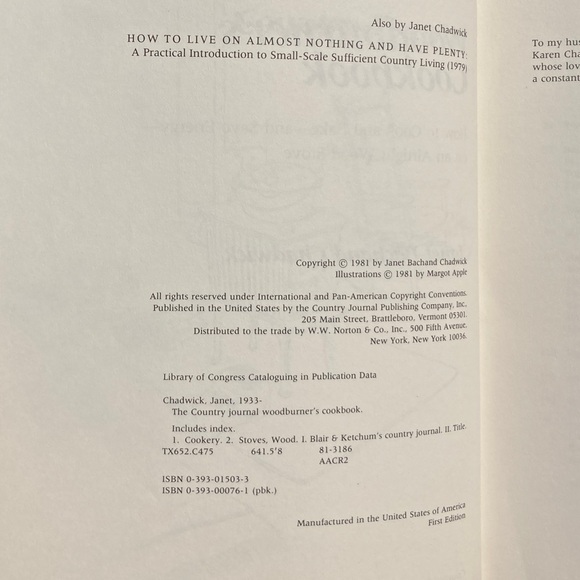 Also by Janet Chadwick
HOW TO LIVE ON ALMOST NOTHING AND HAVE PLENTY:
A Practical Introduction to Small-Scale Sufficient Country Living (1979)
Copyright © 1981 by Janet Bachand Chadwick
Illustrations © 1981 by Margot Apple
All rights reserved under International and Pan-American Copyright Conventions.
Published in the United States by the Country Journal Publishing Company, Inc.
205 Main Street, Brattleboro, Vermont 05301.
Distributed to the trade by W.W. Norton & Co., Inc., 500 Fifth Avenue,
New York, New York 10036.
Library of Congress Cataloguing in Publication Data
Chadwick, Janet, 1933-
The Country journal woodburner's cookbook.
Includes index.
1. Cookery. 2. Stoves, Wood. I. Blair & Ketchum's country journal. II. Title.
TX652.C475 641.5'8 81-3186
AACR2
ISBN 0-393-01503-3
ISBN 0-393-00076-1 (pbk.)
Manufactured in the United States of America
First Edition
To my hus
Karen Cha
whose lov
a constant